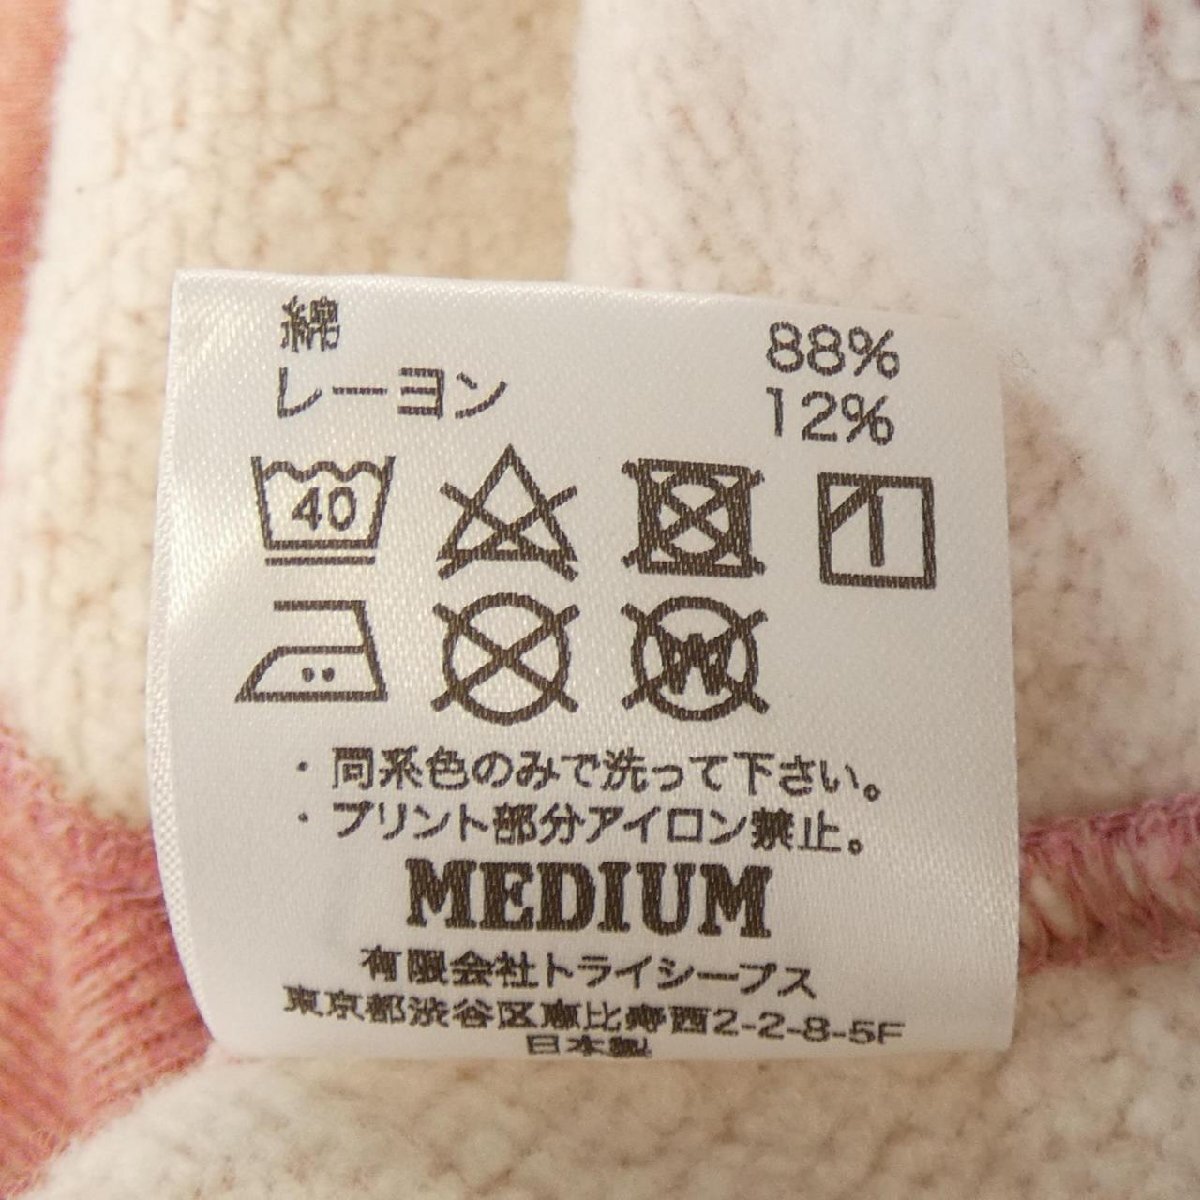 綿 88%
レーヨン 12%
40
W
・同系色のみで洗って下さい。
・プリント部分アイロン禁止。
MEDIUM
有限会社トライシープス
東京都渋谷区恵比寿西2-2-8-5F
日本製